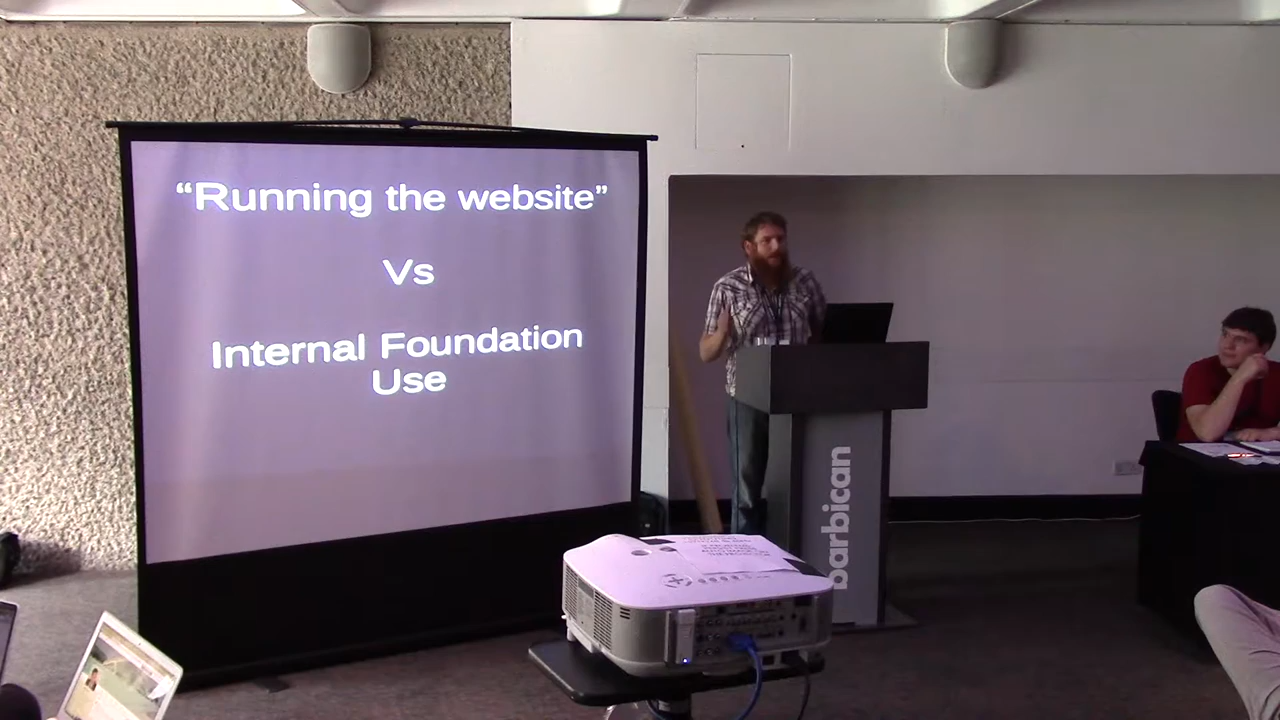 “Running the website”
Vs
Internal Foundation
Use
barbican